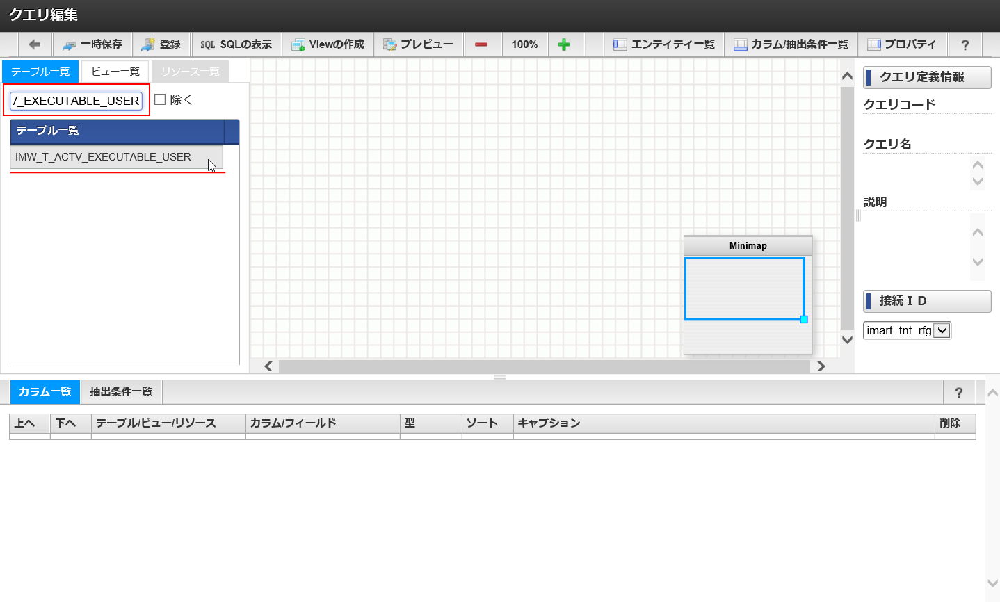 クエリ編集
一時保存 登録 SQL SQLの表示 Viewの作成 プレビュー 100% エンティティ一覧 カラム/抽出条件一覧 プロパティ ?
テーブル一覧 ビュー一覧 リソース一覧
_EXECUTABLE_USER 除く
テーブル一覧
IMW_T_ACTV_EXECUTABLE_USER
Minimap
クエリ定義情報
クエリコード
クエリ名
説明
接続ＩＤ
imart_tnt_rfg
カラム一覧 抽出条件一覧 ?
上へ 下へ テーブル/ビュー/リソース カラム/フィールド 型 ソート キャプション 削除